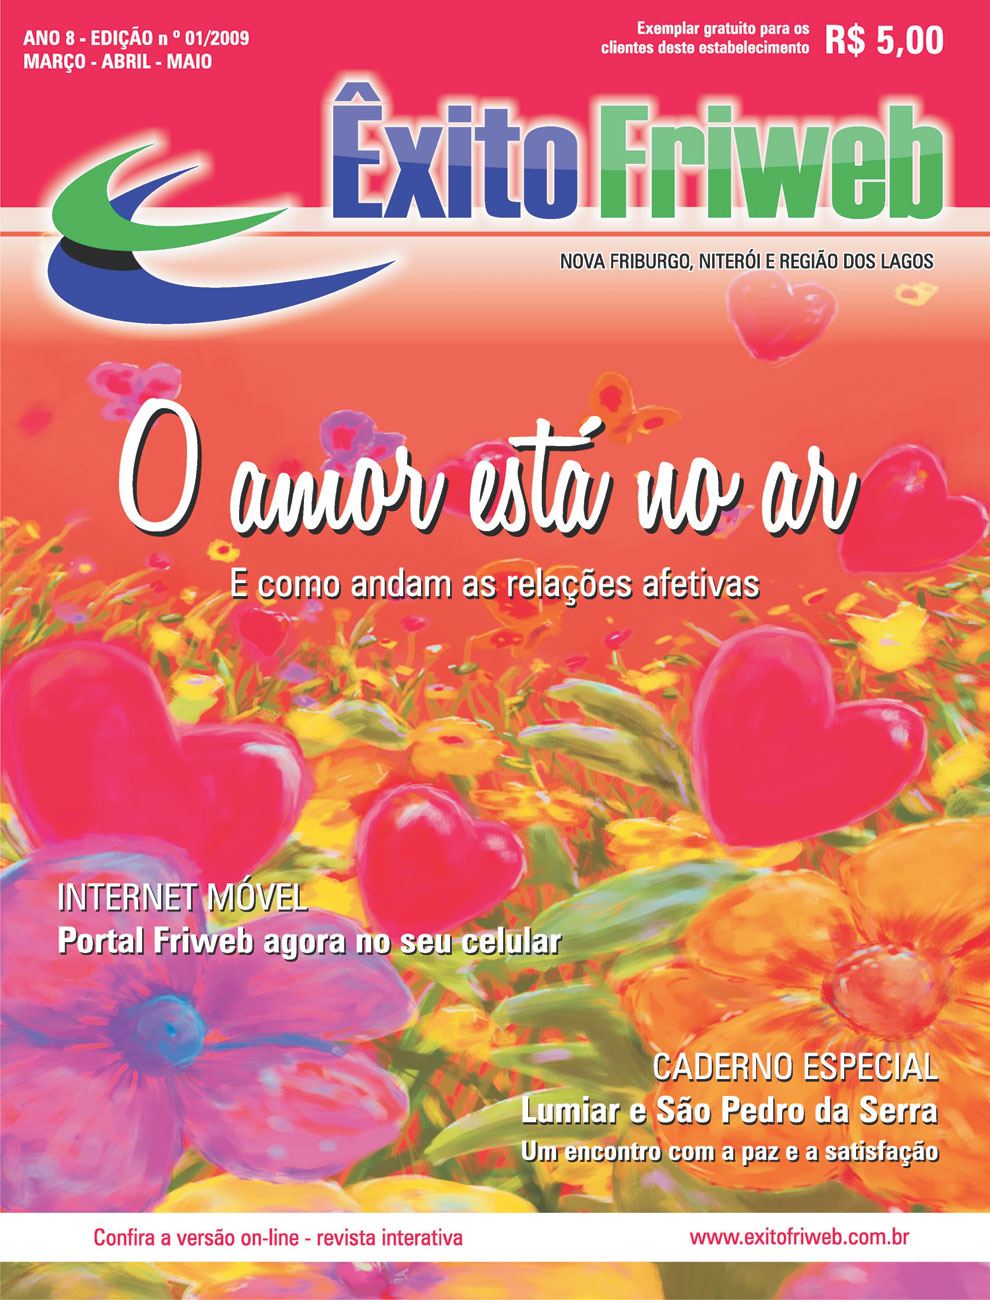 ANO 8 - EDIÇÃO n º 01/2009
MARÇO - ABRIL - MAIO
Exemplar gratuito para os
clientes deste estabelecimento
R$ 5,00
Êxito Friweb
NOVA FRIBURGO, NITERÓI E REGIÃO DOS LAGOS
O amor está no ar
E como andam as relações afetivas
INTERNET MÓVEL
Portal Friweb agora no seu celular
CADERNO ESPECIAL
Lumiar e São Pedro da Serra
Um encontro com a paz e a satisfação
Confira a versão on-line - revista interativa
www.exitofriweb.com.br